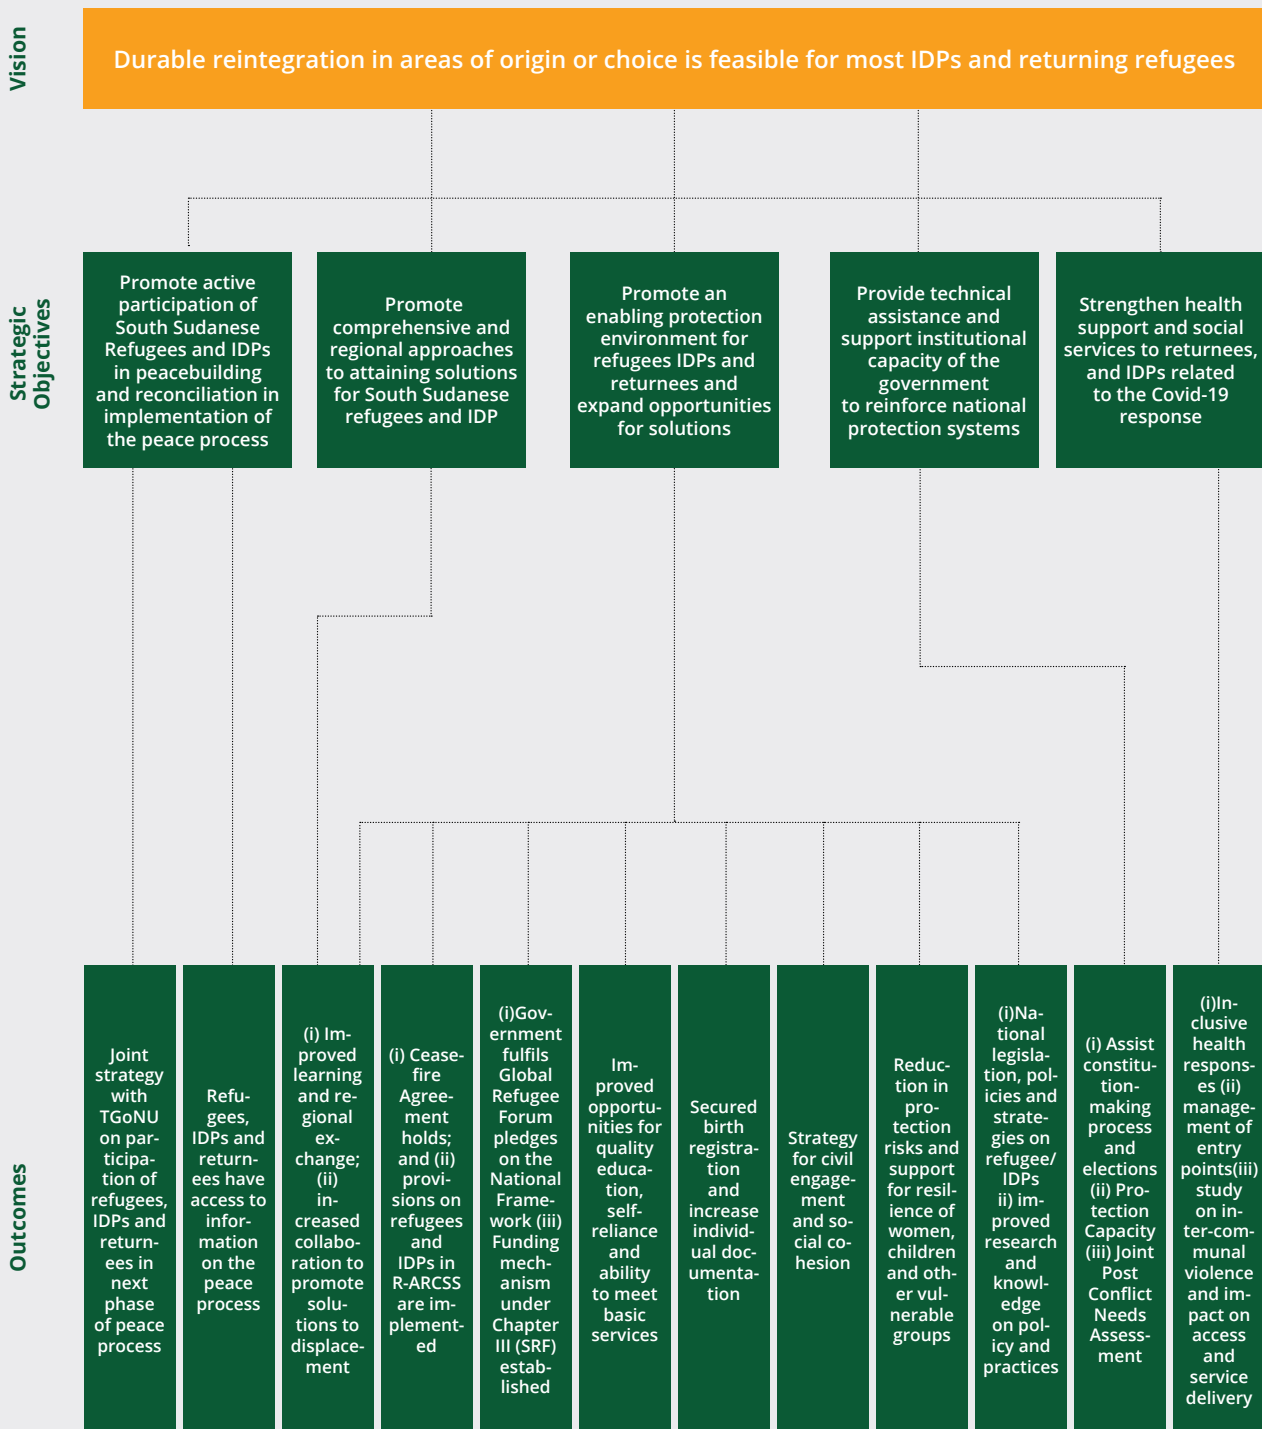 Vision
Durable reintegration in areas of origin or choice is feasible for most IDPs and returning refugees
Strategic
Objectives
Promote active
participation of
South Sudanese
Refugees and IDPs
in peacebuilding
and reconciliation in
implementation of
the peace process
Promote
comprehensive and
regional approaches
to attaining solutions
for South Sudanese
refugees and IDP
Promote an
enabling protection
environment for
refugees IDPs and
returnees and
expand opportunities
for solutions
Provide technical
assistance and
support institutional
capacity of the
government
to reinforce national
protection systems
Strengthen health
support and social
services to returnees,
and IDPs related
to the Covid-19
response
Outcomes
Joint
strategy
with
TGoNU
on par-
ticipa-
tion of
refugees,
IDPs and
return-
ees in
next
phase
of peace
process
Refu-
gees,
IDPs and
return-
ees have
access to
infor-
mation
on the
peace
process
(i) Im-
proved
learning
and re-
gional
ex-
change;
(ii)
in-
creased
collabo-
ration to
promote
solu-
tions to
displace-
ment
(i) Cease-
fire
Agree-
ment
holds;
and (ii)
provi-
sions on
refugees
and
IDPs in
R-ARCSS
are im-
plement-
ed
(i)Gov-
ernment
fulfils
Global
Refugee
Forum
pledges
on the
National
Frame-
work (iii)
Funding
mech-
anism
under
Chapter
III (SRF)
estab-
lished
Im-
proved
opportu-
nities for
quality
educa-
tion,
self-
reliance
and
ability
to meet
basic
services
Secured
birth
registra-
tion
and
increase
individ-
ual doc-
umenta-
tion
Strategy
for civil
engage-
ment
and so-
cial co-
hesion
Reduc-
tion in
pro-
tection
risks and
support
for resil-
ience of
women,
children
and oth-
er vul-
nerable
groups
(i)Na-
tional
legisla-
tion, pol-
icies and
strate-
gies on
refugee/
IDPs
ii) im-
proved
research
and
knowl-
edge
on pol-
icy and
practices
(i) Assist
constitu-
tion-
making
process
and
elections
(ii) Pro-
tection
Capacity
(iii) Joint
Post
Conflict
Needs
Assess-
ment
(i)In-
clusive
health
respons-
es (ii)
manage-
ment of
entry
points(iii)
study
on in-
ter-com-
munal
violence
and im-
pact on
access
and
service
delivery